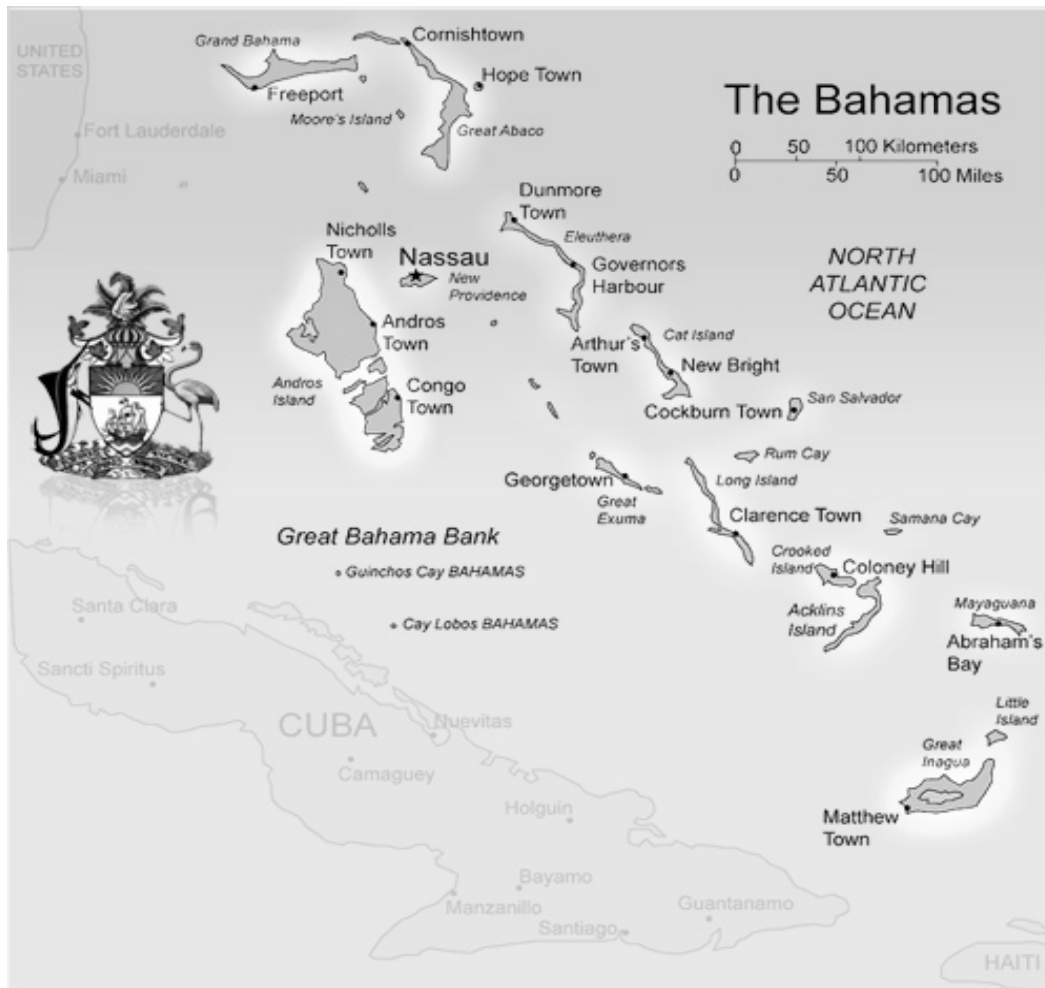 UNITED
STATES
Grand Bahama
Cornishtown
Hope Town
Freeport
Moore's Island
Great Abaco
Fort Lauderdale
Miami
The Bahamas
0 50 100 Kilometers
0 50 100 Miles
Dunmore
Town
Eleuthera
Nicholls
Town
Nassau
New
Providence
Governors
Harbour
NORTH
ATLANTIC
OCEAN
Andros
Town
Arthur's
Town
Cat Island
New Bright
Andros
Island
Congo
Town
Cockburn Town
San Salvador
Rum Cay
Georgetown
Great
Exuma
Long Island
Clarence Town
Samana Cay
Great Bahama Bank
Guinchos Cay BAHAMAS
Crooked
Island
Coloney Hill
Acklins
Island
Mayaguana
Abraham's
Bay
Cay Lobos BAHAMAS
Santa Clara
Sancti Spiritus
CUBA
Nuevitas
Camaguey
Little
Island
Great
Inagua
Matthew
Town
Holguin
Bayamo
Manzanillo
Guantanamo
Santiago
HAITI